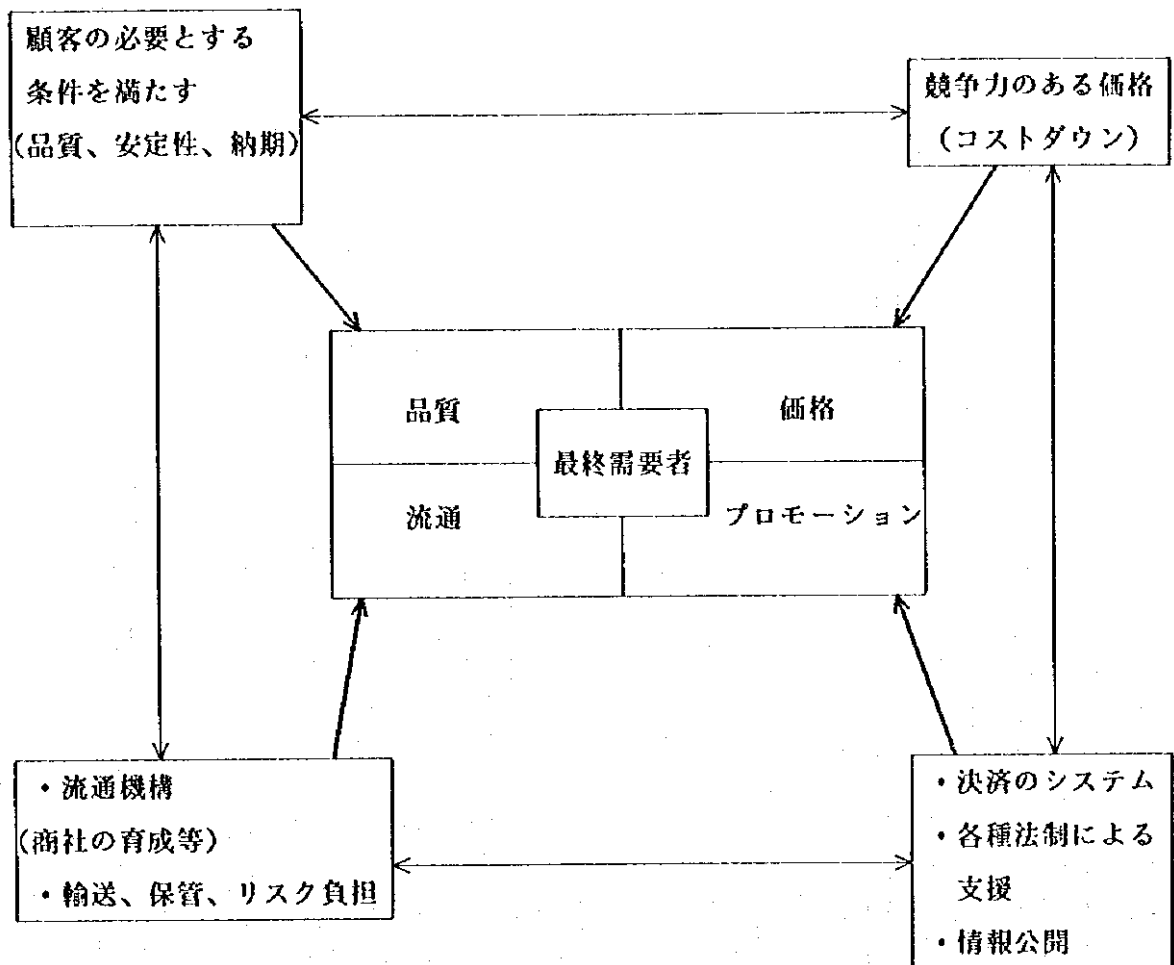 顧客の必要とする
条件を満たす
(品質、安定性、納期)
競争力のある価格
(コストダウン)
品質
価格
最終需要者
流通
プロモーション
・流通機構
(商社の育成等)
・輸送、保管、リスク負担
・決済のシステム
・各種法制による
支援
・情報公開